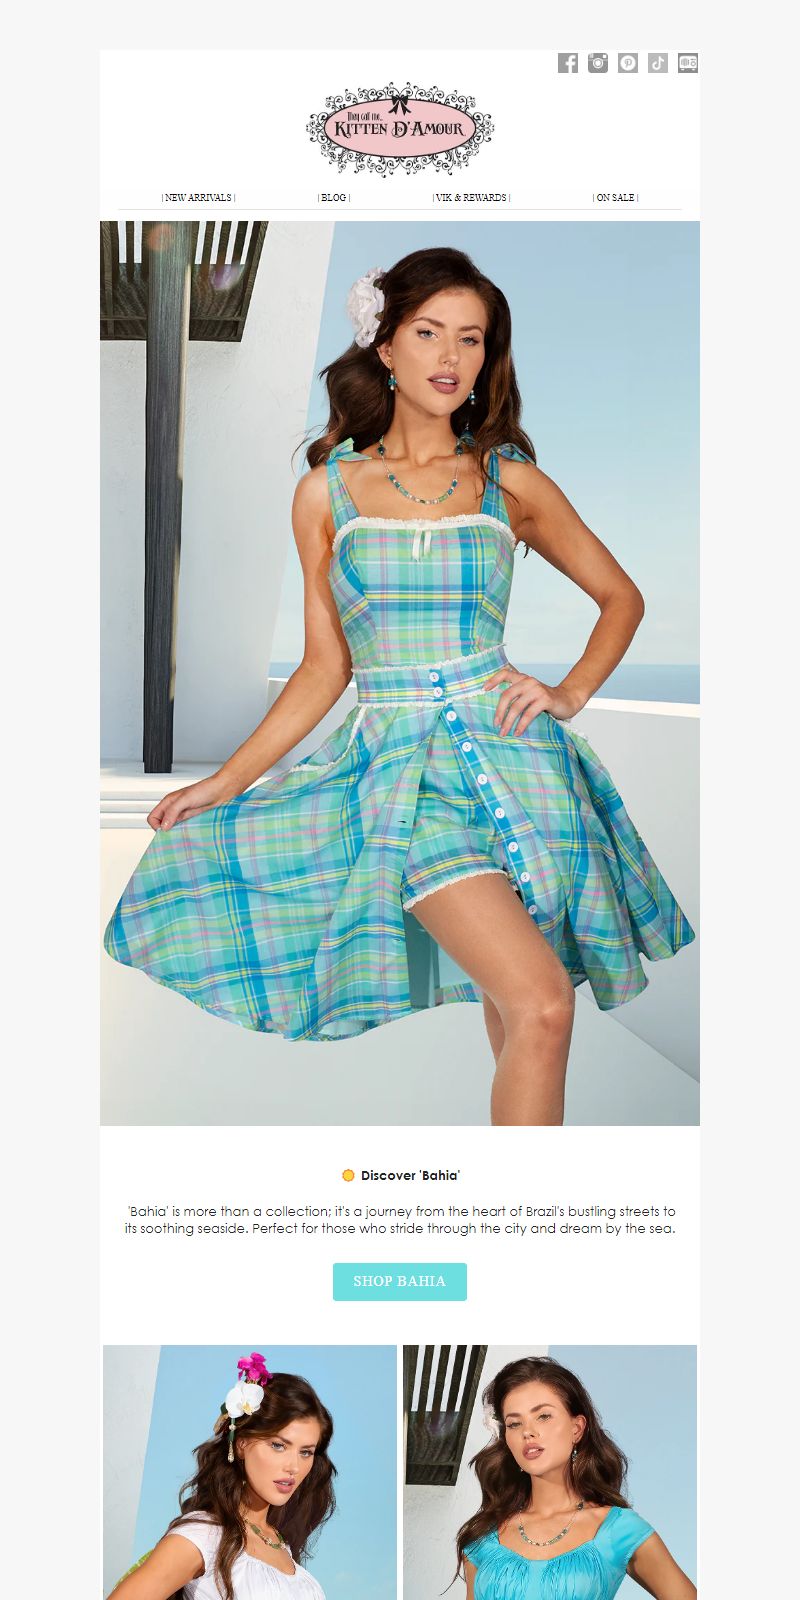 They call me...
KITTEN D'AMOUR
| NEW ARRIVALS |
| BLOG |
| VIK & REWARDS |
| ON SALE |
Discover 'Bahia'
'Bahia' is more than a collection; it's a journey from the heart of Brazil's bustling streets to
its soothing seaside. Perfect for those who stride through the city and dream by the sea.
SHOP BAHIA